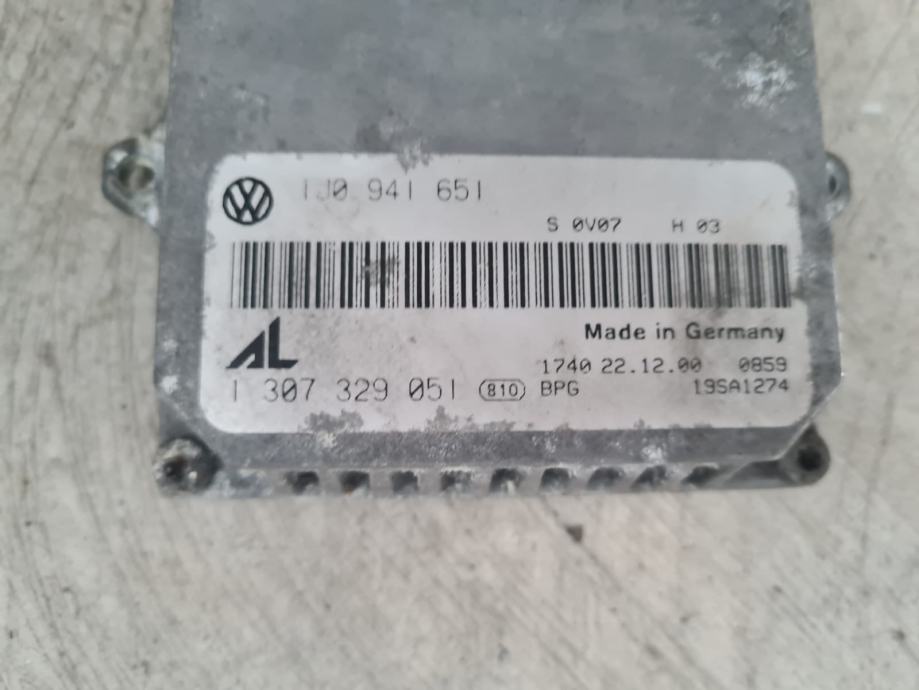 1J0 941 651
S 0V07 H 03
Made in Germany
AL
1740 22.12.00 0859
1 307 329 051 810 BPG 19SA1274